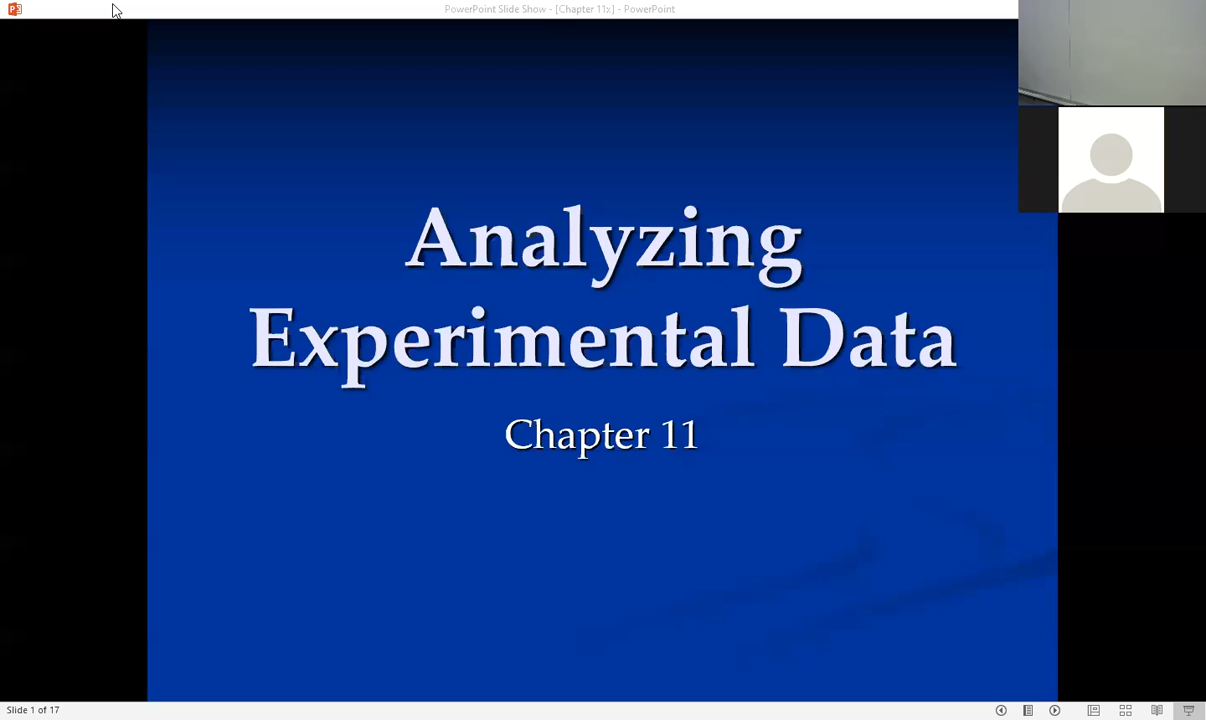 PowerPoint Slide Show - [Chapter 11x] - PowerPoint
Analyzing
Experimental Data
Chapter 11
Slide 1 of 17